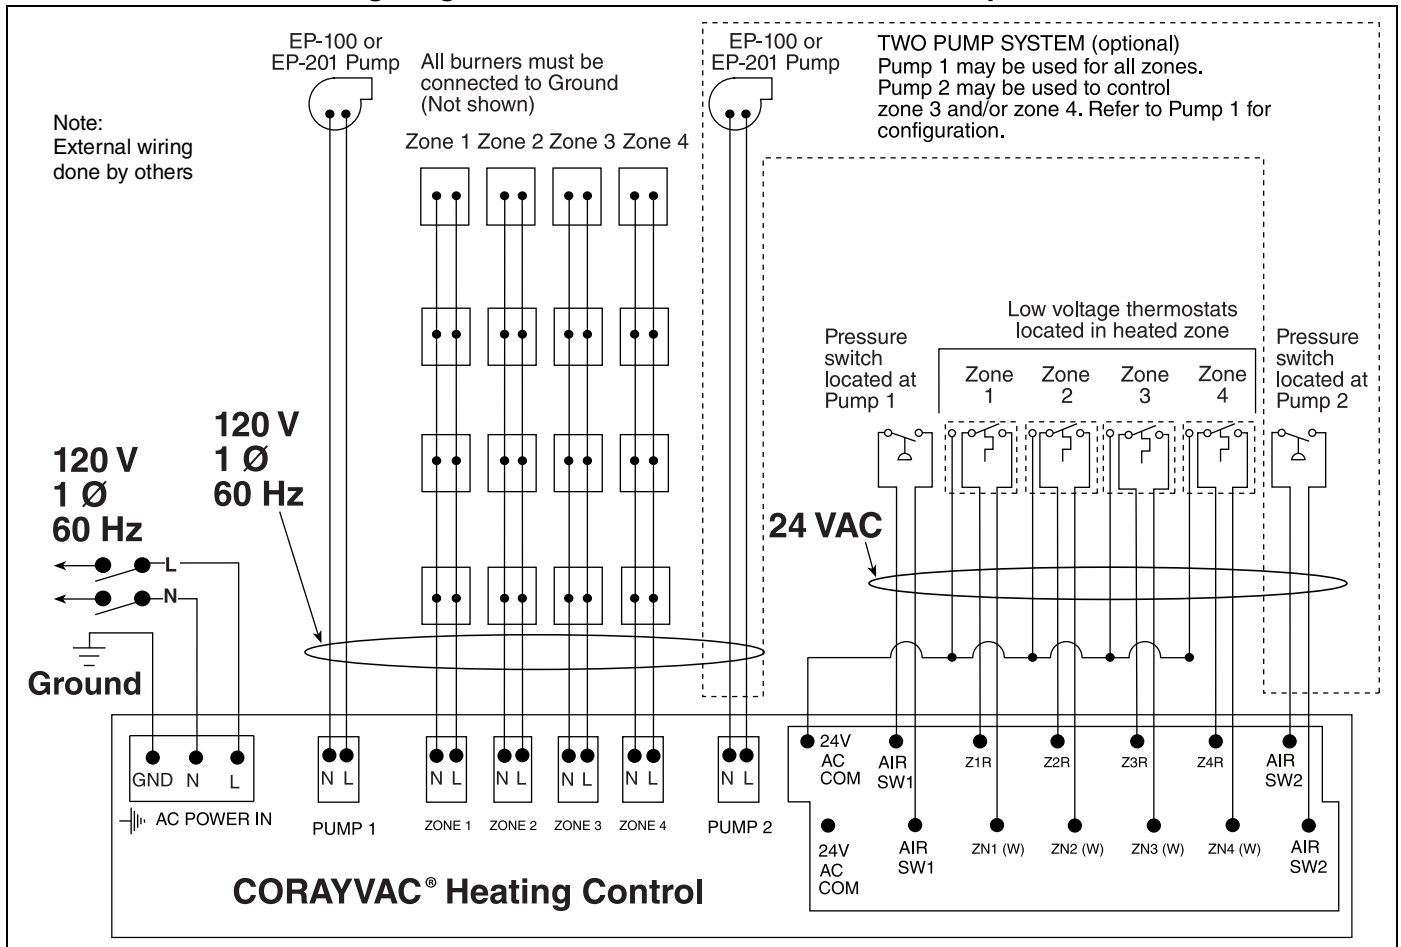 EP-100 or
EP-201 Pump
All burners must be
connected to Ground
(Not shown)
EP-100 or
EP-201 Pump
TWO PUMP SYSTEM (optional)
Pump 1 may be used for all zones.
Pump 2 may be used to control
zone 3 and/or zone 4. Refer to Pump 1 for
configuration.
Note:
External wiring
done by others
Zone 1 Zone 2 Zone 3 Zone 4
Low voltage thermostats
located in heated zone
Pressure
switch
located at
Pump 1
Zone
1
Zone
2
Zone
3
Zone
4
Pressure
switch
located at
Pump 2
120 V
1 Ø
60 Hz
120 V
1 Ø
60 Hz
24 VAC
L
N
Ground
GND N L
AC POWER IN
N L
PUMP 1
N L
ZONE 1
N L
ZONE 2
N L
ZONE 3
N L
ZONE 4
N L
PUMP 2
24V
AC
COM
AIR
SW1
Z1R
Z2R
Z3R
Z4R
AIR
SW2
24V
AC
COM
AIR
SW1
ZN1 (W)
ZN2 (W)
ZN3 (W)
ZN4 (W)
AIR
SW2
CORAYVAC® Heating Control